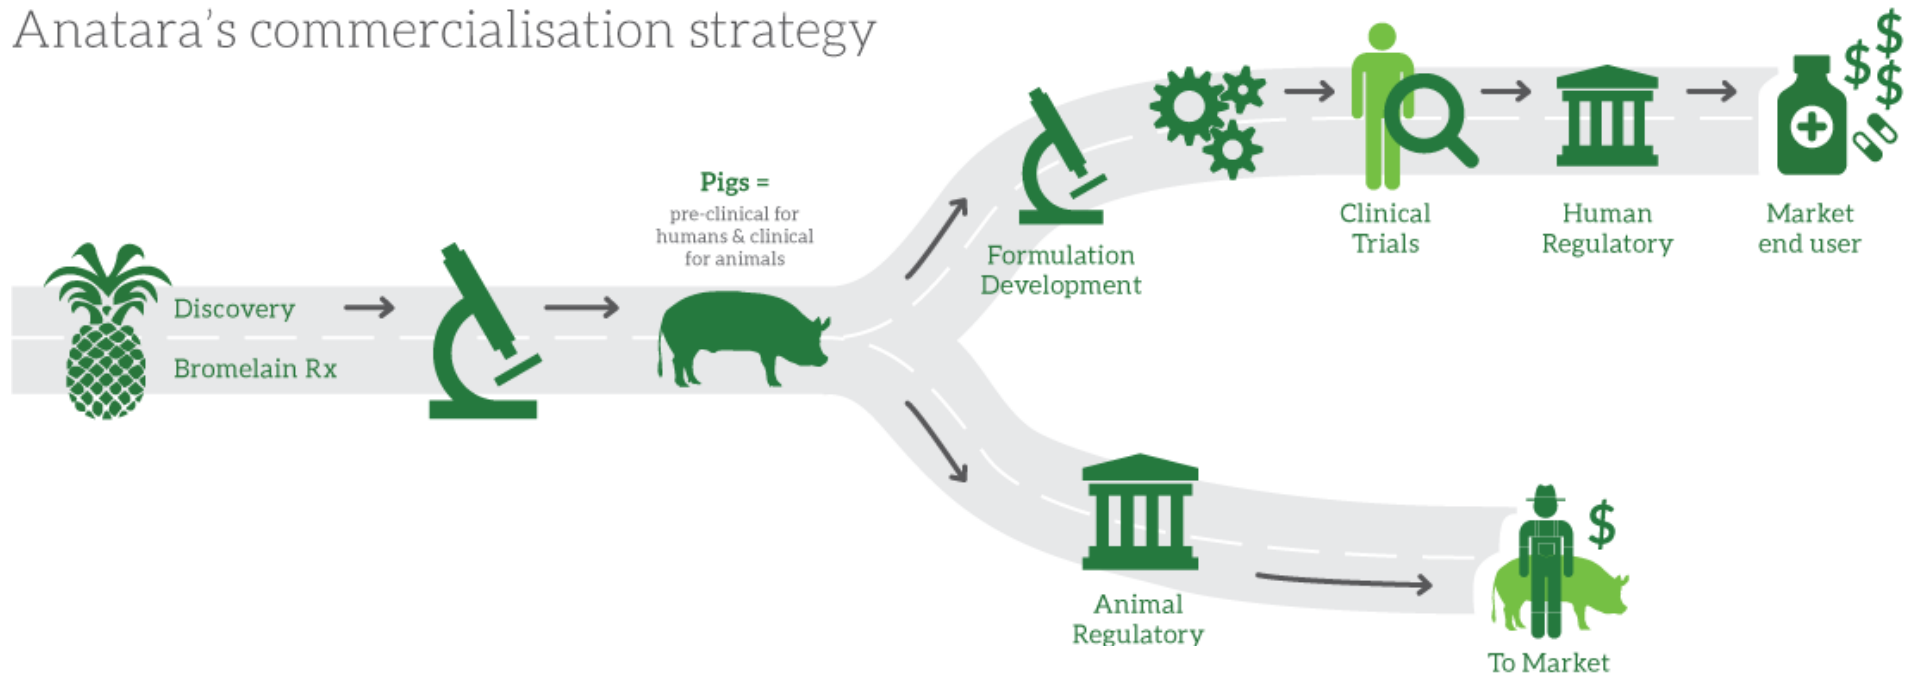 Anatara's commercialisation strategy
$
$
$
Pigs =
pre-clinical for
humans & clinical
for animals
Discovery
Bromelain Rx
Formulation
Development
Clinical
Trials
Human
Regulatory
Market
end user
Animal
Regulatory
$
To Market